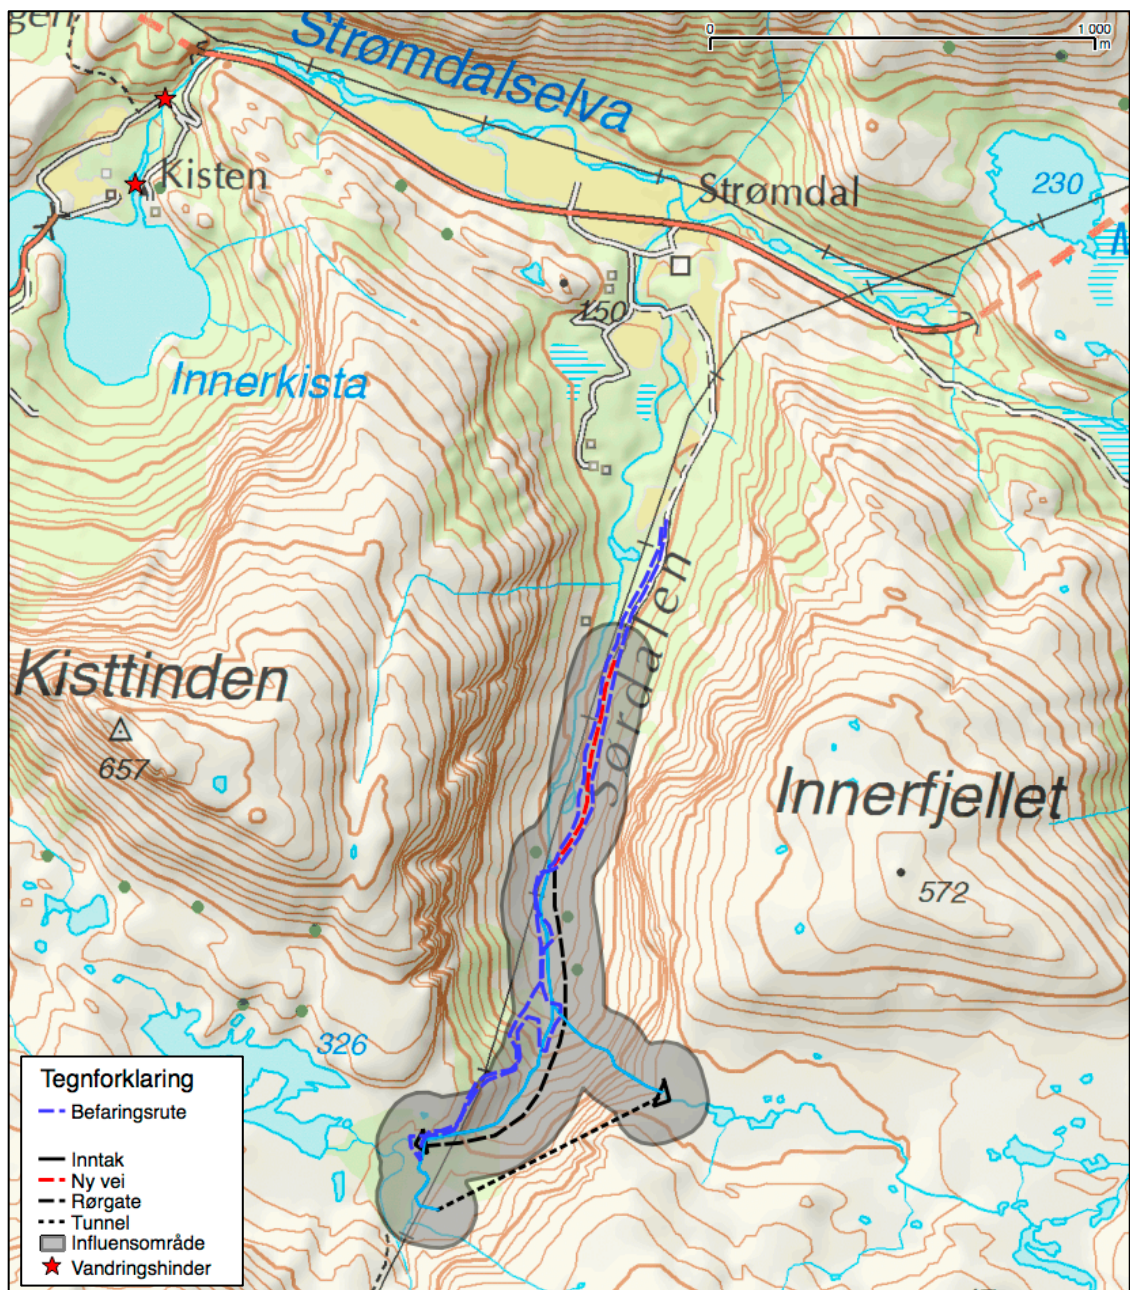 gen
Strømdalselva
0
1 000
m
Kisten
Strømdal
230
150
Innerkista
Sørdalen
Kisttinden
657
Innerfjellet
572
326
Tegnforklaring
Befaringsrute
Inntak
Ny vei
Rørgate
Tunnel
Influensområde
Vandringshinder